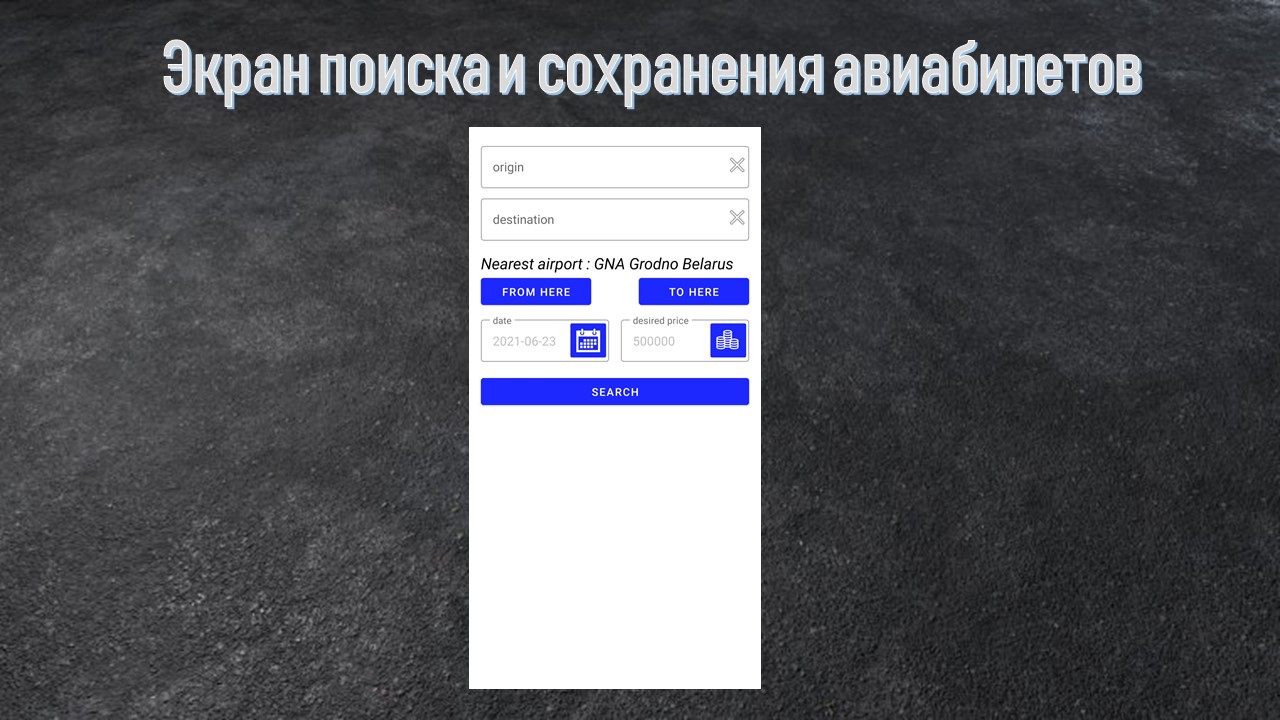 Экран поиска и сохранения авиабилетов
origin
destination
Nearest airport : GNA Grodno Belarus
FROM HERE TO HERE
date desired price
2021-06-23 500000
SEARCH